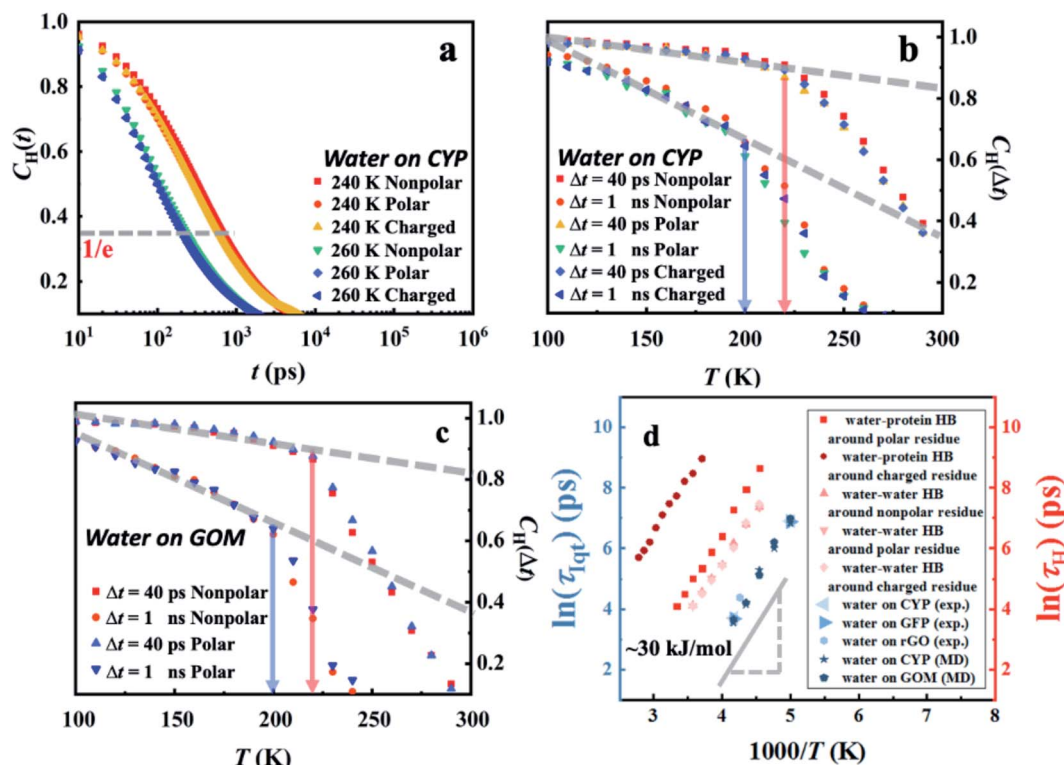 a
1.0
0.8
0.6
0.4
0.2
C_H(t)
1/e
Water on CYP
240 K Nonpolar
240 K Polar
240 K Charged
260 K Nonpolar
260 K Polar
260 K Charged
10¹ 10² 10³ 10⁴ 10⁵ 10⁶
t (ps)
b
1.0
0.8
0.6
0.4
0.2
C_H(Δt)
Water on CYP
Δt = 40 ps Nonpolar
Δt = 1 ns Nonpolar
Δt = 40 ps Polar
Δt = 1 ns Polar
Δt = 40 ps Charged
Δt = 1 ns Charged
100 150 200 250 300
T (K)
c
1.0
0.8
0.6
0.4
0.2
C_H(Δt)
Water on GOM
Δt = 40 ps Nonpolar
Δt = 1 ns Nonpolar
Δt = 40 ps Polar
Δt = 1 ns Polar
100 150 200 250 300
T (K)
d
ln(τ_Iqt) (ps)
10
8
6
4
2
~30 kJ/mol
water-protein HB
around polar residue
water-protein HB
around charged residue
water-water HB
around nonpolar residue
water-water HB
around polar residue
water-water HB
around charged residue
water on CYP (exp.)
water on GFP (exp.)
water on rGO (exp.)
water on CYP (MD)
water on GOM (MD)
10
8
6
4
2
ln(τ_H) (ps)
3 4 5 6 7 8
1000/T (K)